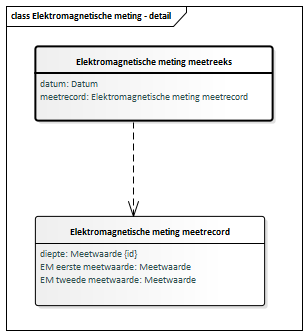 class Elektromagnetische meting - detail
Elektromagnetische meting meetreeks
datum: Datum
meetrecord: Elektromagnetische meting meetrecord
Elektromagnetische meting meetrecord
diepte: Meetwaarde {id}
EM eerste meetwaarde: Meetwaarde
EM tweede meetwaarde: Meetwaarde